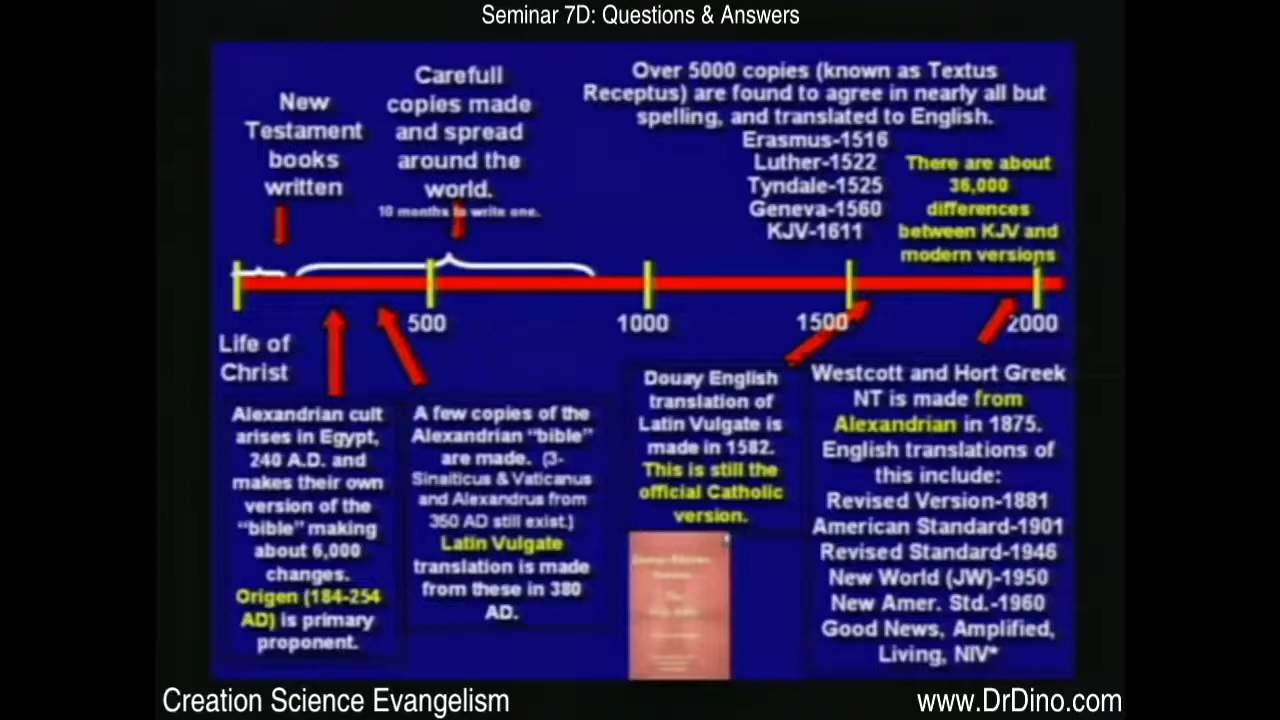 Seminar 7D: Questions & Answers
New
Testament
books
written
Carefull
copies made
and spread
around the
world.
10 months to write one.
Over 5000 copies (known as Textus
Receptus) are found to agree in nearly all but
spelling, and translated to English.
Erasmus-1516
Luther-1522
Tyndale-1525
Geneva-1560
KJV-1611
There are about
36,000
differences
between KJV and
modern versions
500
1000
1500
2000
Life of
Christ
Alexandrian cult
arises in Egypt,
240 A.D. and
makes their own
version of the
"bible" making
about 6,000
changes.
Origen (184-254
AD) is primary
proponent.
A few copies of the
Alexandrian "bible"
are made. (3-
Sinaiticus & Vaticanus
and Alexandrus from
350 AD still exist.)
Latin Vulgate
translation is made
from these in 380
AD.
Douay English
translation of
Latin Vulgate is
made in 1582.
This is still the
official Catholic
version.
Westcott and Hort Greek
NT is made from
Alexandrian in 1875.
English translations of
this include:
Revised Version-1881
American Standard-1901
Revised Standard-1946
New World (JW)-1950
New Amer. Std.-1960
Good News, Amplified,
Living, NIV*
Creation Science Evangelism
www.DrDino.com